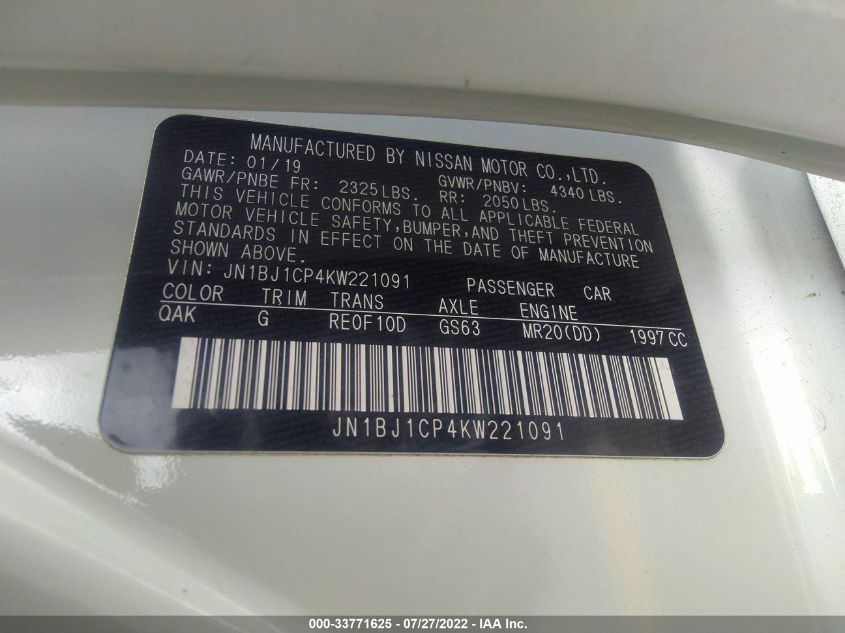 MANUFACTURED BY NISSAN MOTOR CO.,LTD.
DATE: 01/19
GAWR/PNBE FR: 2325LBS. GVWR/PNBV: 4340LBS.
RR: 2050LBS.
THIS VEHICLE CONFORMS TO ALL APPLICABLE FEDERAL
MOTOR VEHICLE SAFETY,BUMPER,AND THEFT PREVENTION
STANDARDS IN EFFECT ON THE DATE OF MANUFACTURE
SHOWN ABOVE.
VIN: JN1BJ1CP4KW221091 PASSENGER CAR
COLOR TRIM TRANS AXLE ENGINE
QAK G RE0F10D GS63 MR20(DD) 1997CC
JN1BJ1CP4KW221091
000-33771625 - 07/27/2022 - IAA Inc.